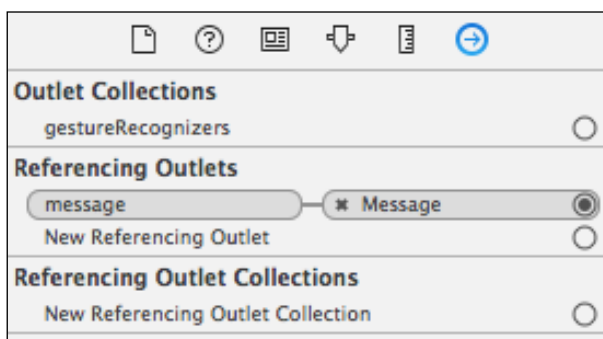 Outlet Collections
gestureRecognizers
Referencing Outlets
message Message
New Referencing Outlet
Referencing Outlet Collections
New Referencing Outlet Collection